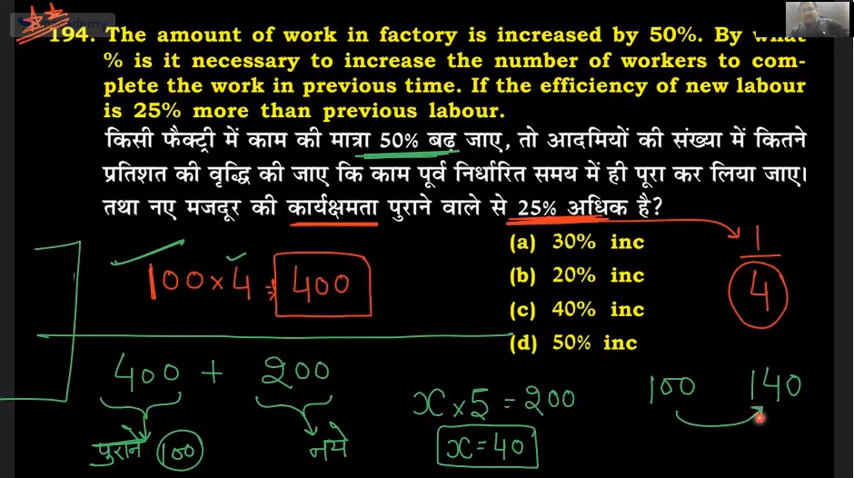 194. The amount of work in factory is increased by 50%. By what
% is it necessary to increase the number of workers to com-
plete the work in previous time. If the efficiency of new labour
is 25% more than previous labour.
किसी फैक्ट्री में काम की मात्रा 50% बढ़ जाए, तो आदमियों की संख्या में कितने
प्रतिशत की वृद्धि की जाए कि काम पूर्व निर्धारित समय में ही पूरा कर लिया जाए।
तथा नए मजदूर की कार्यक्षमता पुराने वाले से 25% अधिक है?
(a) 30% inc
(b) 20% inc
(c) 40% inc
(d) 50% inc
1
4
100 × 4 = 400
400 + 200
पुराने 100
नये
x × 5 = 200
x = 40
100 140